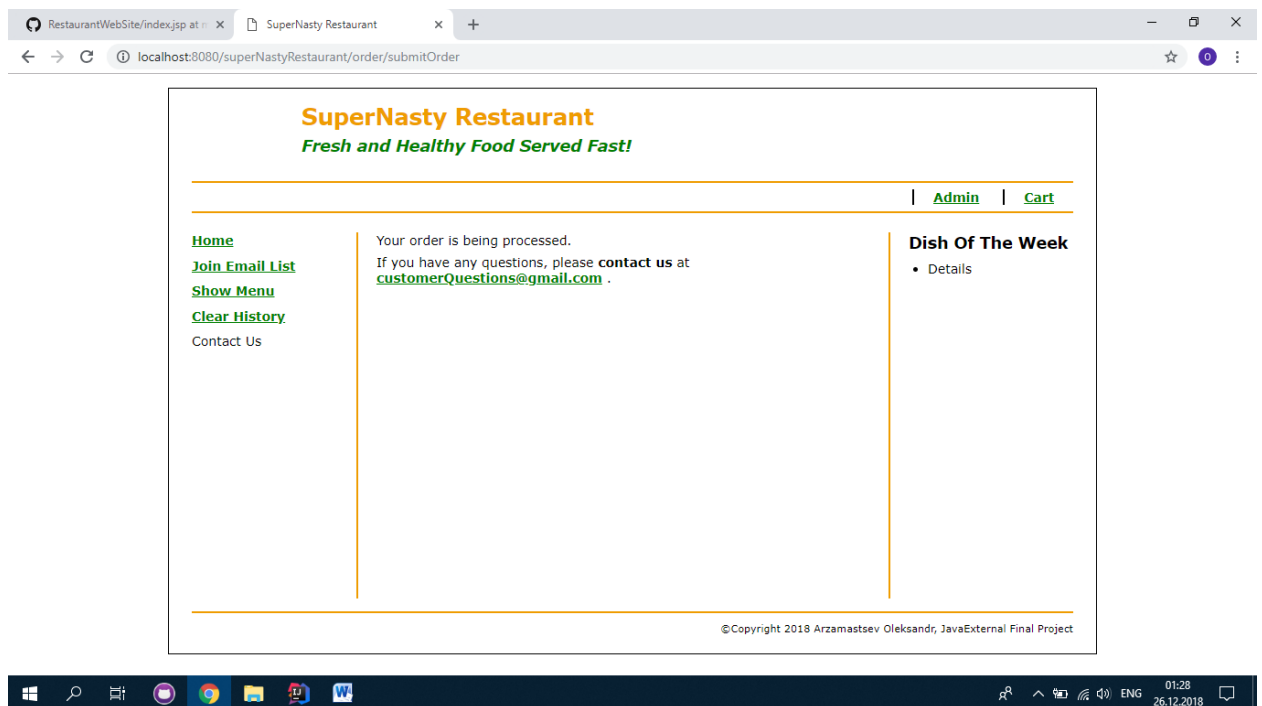 RestaurantWebSite/index.jsp at
SuperNasty Restaurant
localhost:8080/superNastyRestaurant/order/submitOrder
O
SuperNasty Restaurant
Fresh and Healthy Food Served Fast!
Admin
Cart
Home
Join Email List
Show Menu
Clear History
Contact Us
Your order is being processed.
If you have any questions, please contact us at
customerQuestions@gmail.com .
Dish Of The Week
• Details
©Copyright 2018 Arzamastsev Oleksandr, JavaExternal Final Project
ENG
01:28
26.12.2018